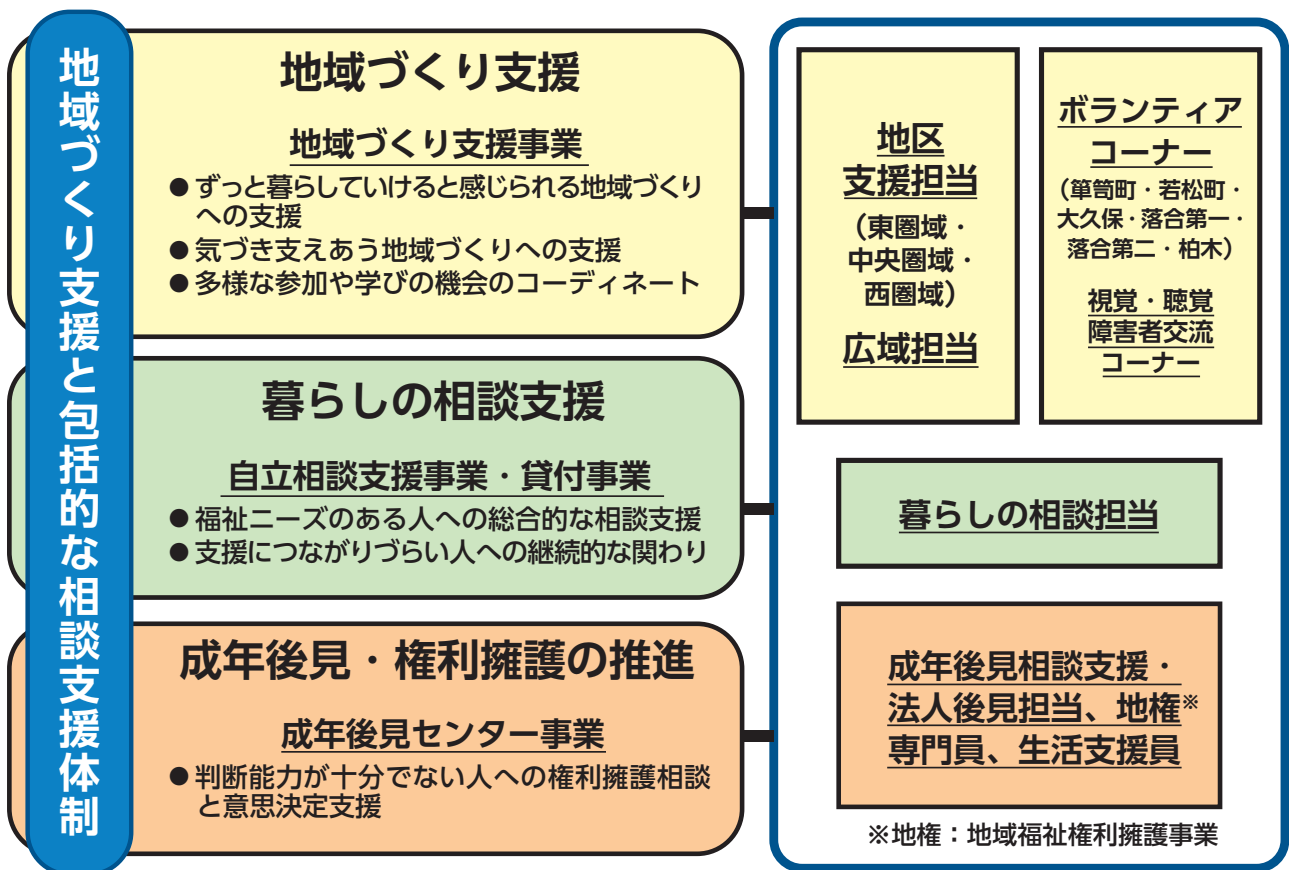 地域づくり支援と包括的な相談支援体制
地域づくり支援
地域づくり支援事業
● ずっと暮らしていけると感じられる地域づくり
への支援
● 気づき支えあう地域づくりへの支援
● 多様な参加や学びの機会のコーディネート
暮らしの相談支援
自立相談支援事業・貸付事業
● 福祉ニーズのある人への総合的な相談支援
● 支援につながりづらい人への継続的な関わり
成年後見・権利擁護の推進
成年後見センター事業
● 判断能力が十分でない人への権利擁護相談
と意思決定支援
地区
支援担当
（東圏域・
中央圏域・
西圏域）
広域担当
ボランティア
コーナー
（箪笥町・若松町・
大久保・落合第一・
落合第二・柏木）
視覚・聴覚
障害者交流
コーナー
暮らしの相談担当
成年後見相談支援・
法人後見担当、地権※
専門員、生活支援員
※地権：地域福祉権利擁護事業